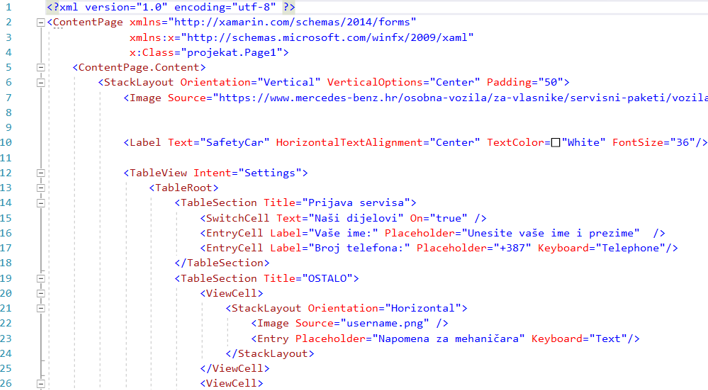 1 <?xml version="1.0" encoding="utf-8" ?>
2 <ContentPage xmlns="http://xamarin.com/schemas/2014/forms"
3 xmlns:x="http://schemas.microsoft.com/winfx/2009/xaml"
4 x:Class="projekat.Page1">
5 <ContentPage.Content>
6 <StackLayout Orientation="Vertical" VerticalOptions="Center" Padding="50">
7 <Image Source="https://www.mercedes-benz.hr/osobna-vozila/za-vlasnike/servisni-paketi/vozila
8
9
10 <Label Text="SafetyCar" HorizontalTextAlignment="Center" TextColor="White" FontSize="36"/>
11
12 <TableView Intent="Settings">
13 <TableRoot>
14 <TableSection Title="Prijava servisa">
15 <SwitchCell Text="Naši dijelovi" On="true" />
16 <EntryCell Label="Vaše ime:" Placeholder="Unesite vaše ime i prezime"  />
17 <EntryCell Label="Broj telefona:" Placeholder="+387" Keyboard="Telephone"/>
18 </TableSection>
19 <TableSection Title="OSTALO">
20 <ViewCell>
21 <StackLayout Orientation="Horizontal">
22 <Image Source="username.png" />
23 <Entry Placeholder="Napomena za mehaničara" Keyboard="Text"/>
24 </StackLayout>
25 </ViewCell>
26 <ViewCell>